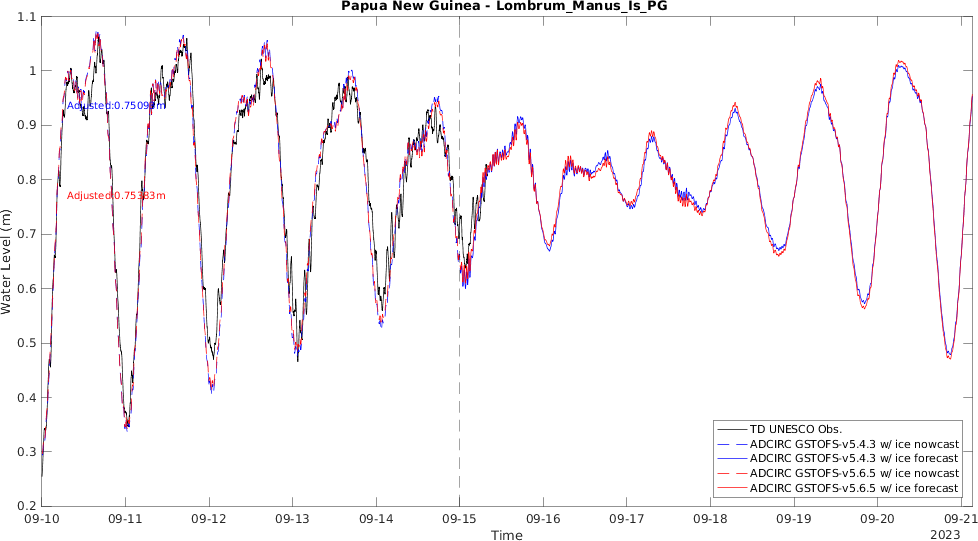 Papua New Guinea - Lombrum_Manus_Is_PG
1.1
1
0.9
0.8
0.7
0.6
0.5
0.4
0.3
0.2
Water Level (m)
Adjusted:0.75383m
TD UNESCO Obs.
ADCIRC GSTOFS-v5.4.3 w/ ice nowcast
ADCIRC GSTOFS-v5.4.3 w/ ice forecast
ADCIRC GSTOFS-v5.6.5 w/ ice nowcast
ADCIRC GSTOFS-v5.6.5 w/ ice forecast
09-10
09-11
09-12
09-13
09-14
09-15
09-16
09-17
09-18
09-19
09-20
09-21
Time
2023